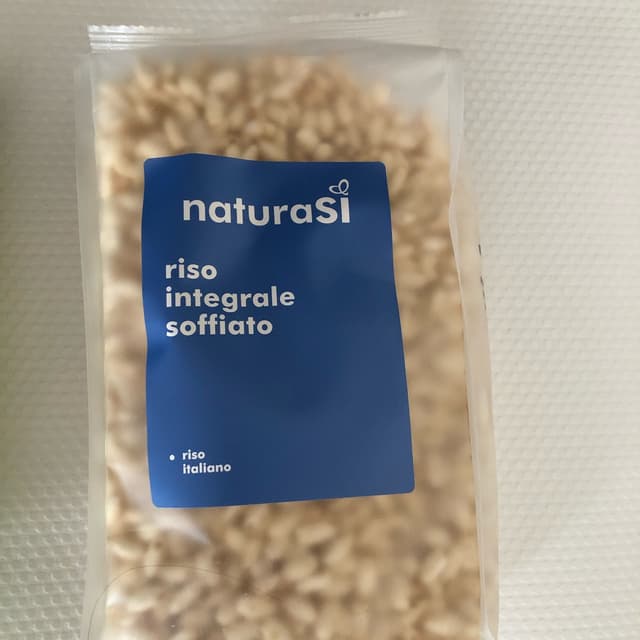 naturasì
riso
integrale
soffiato
• riso
italiano